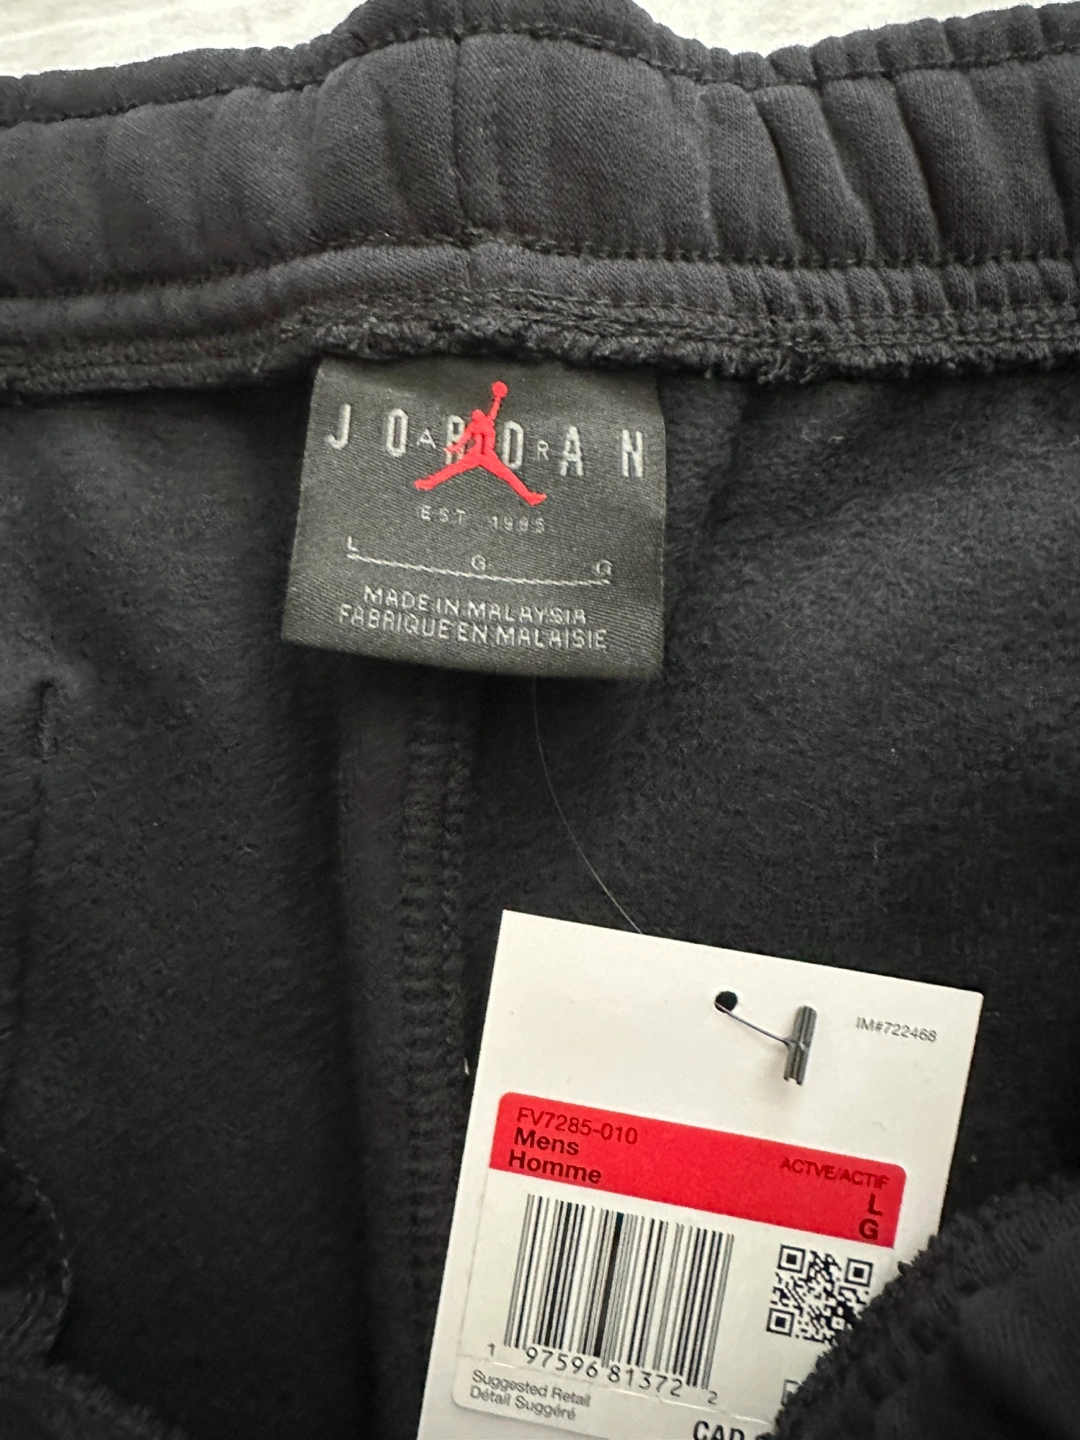 JORDAN
AIR
EST 1985
L G G
MADE IN MALAYSIA
FABRIQUE EN MALAISIE
IM#722468
FV7285-010
Mens
Homme
ACTVE/ACTIF
L
G
1 97596 81372 2
Suggested Retail
Détail Suggéré
CAD